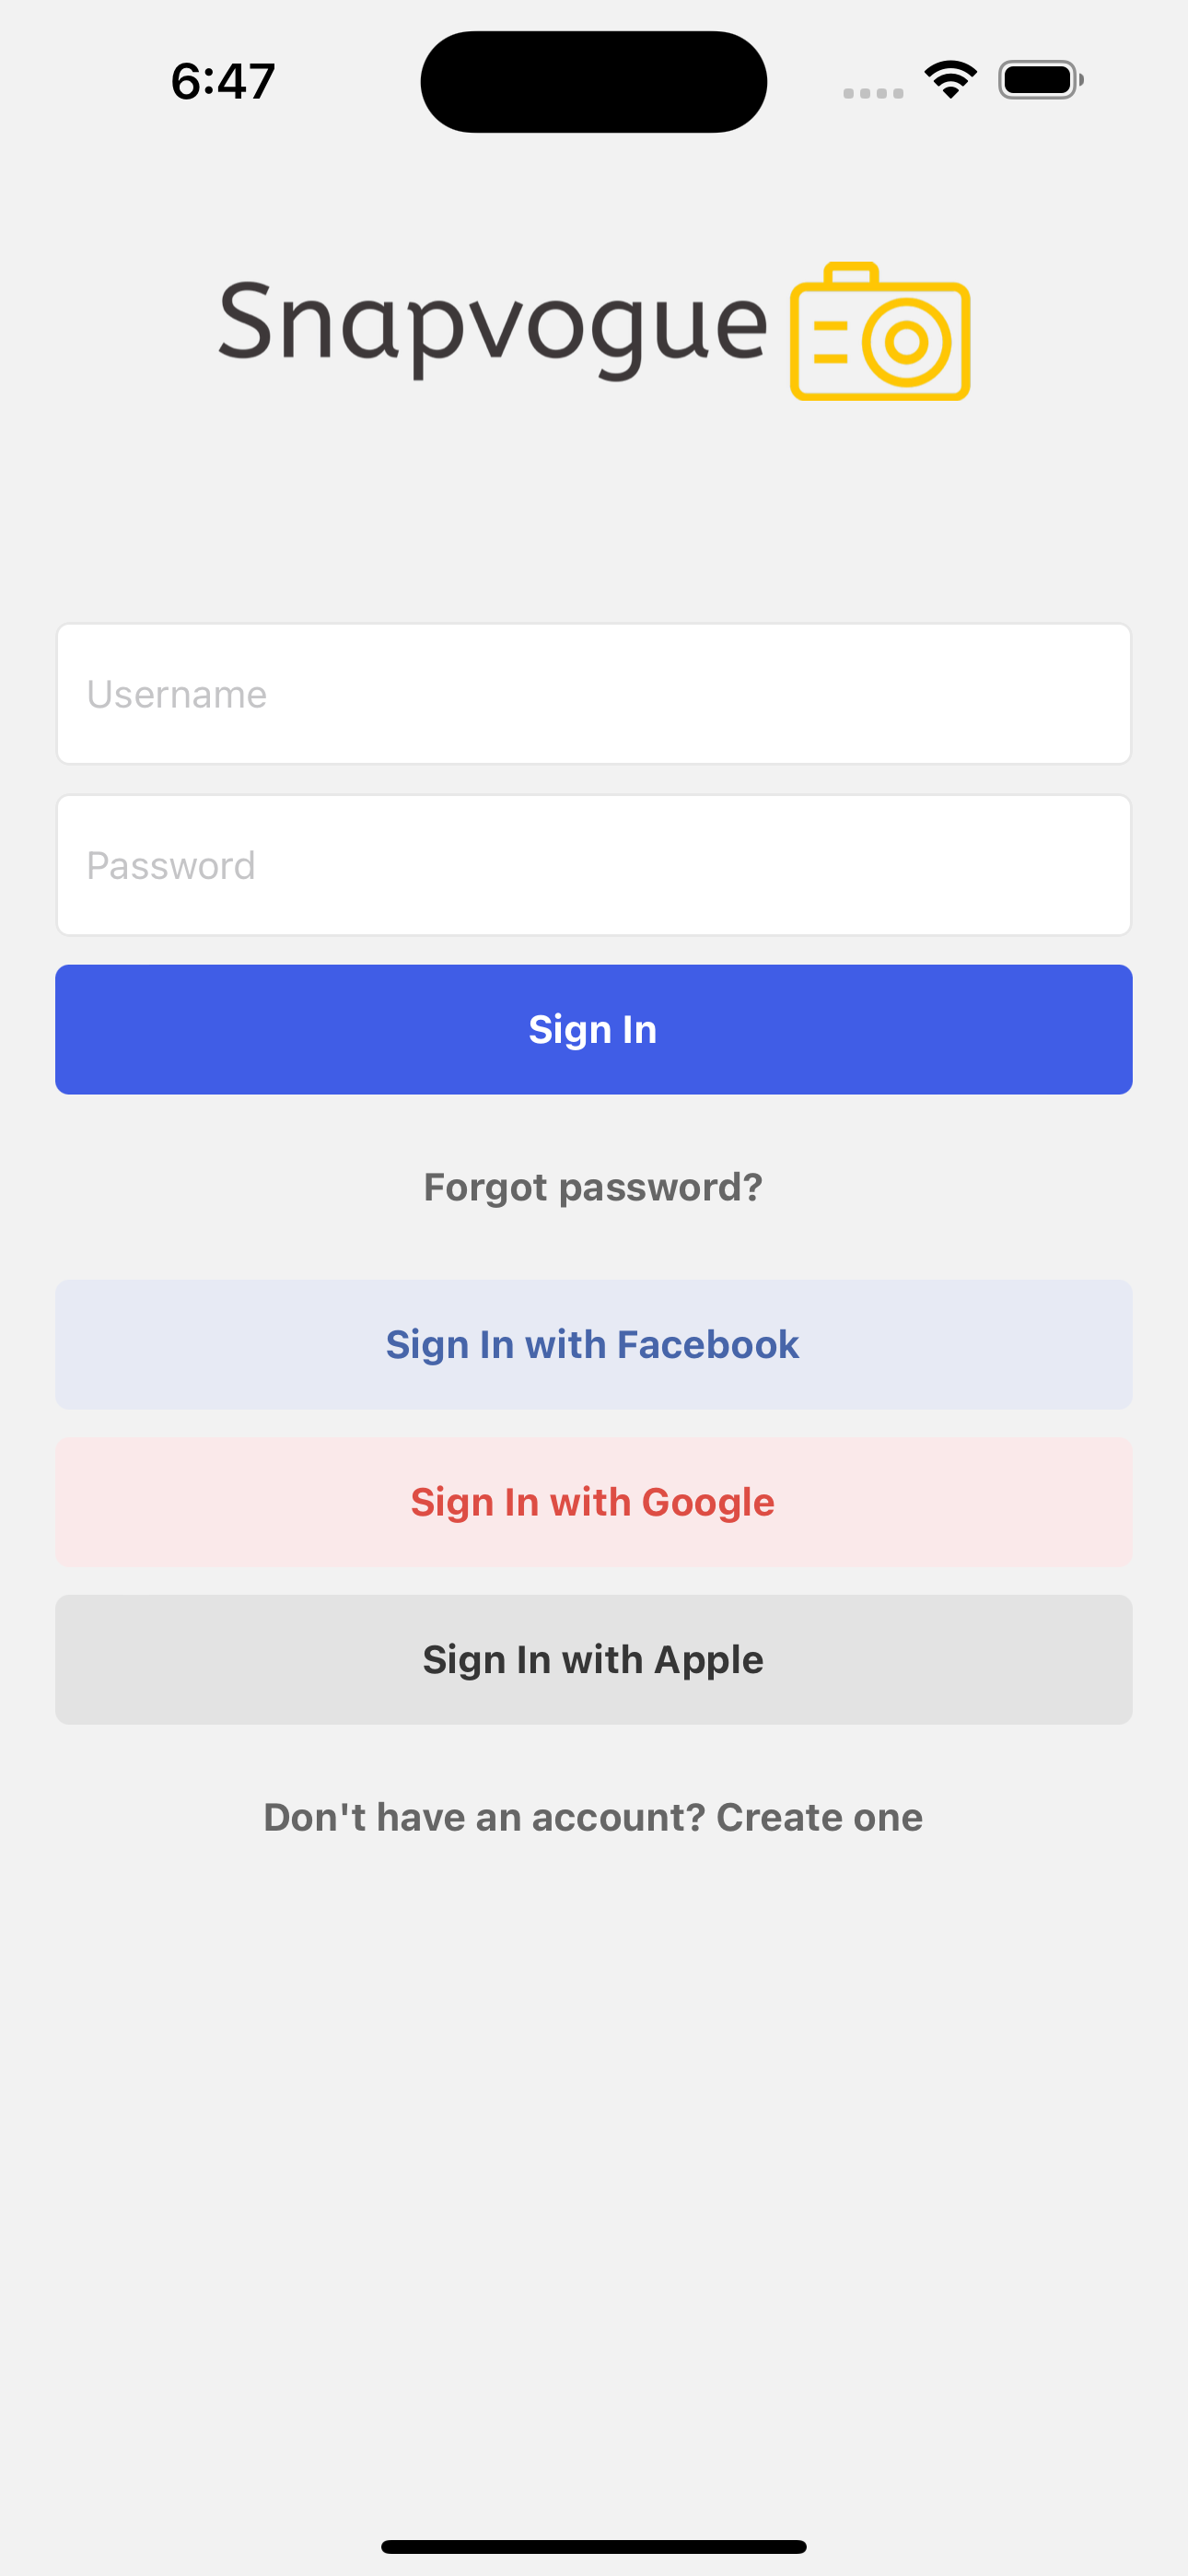 6:47
Snapvogue
Username
Password
Sign In
Forgot password?
Sign In with Facebook
Sign In with Google
Sign In with Apple
Don't have an account? Create one